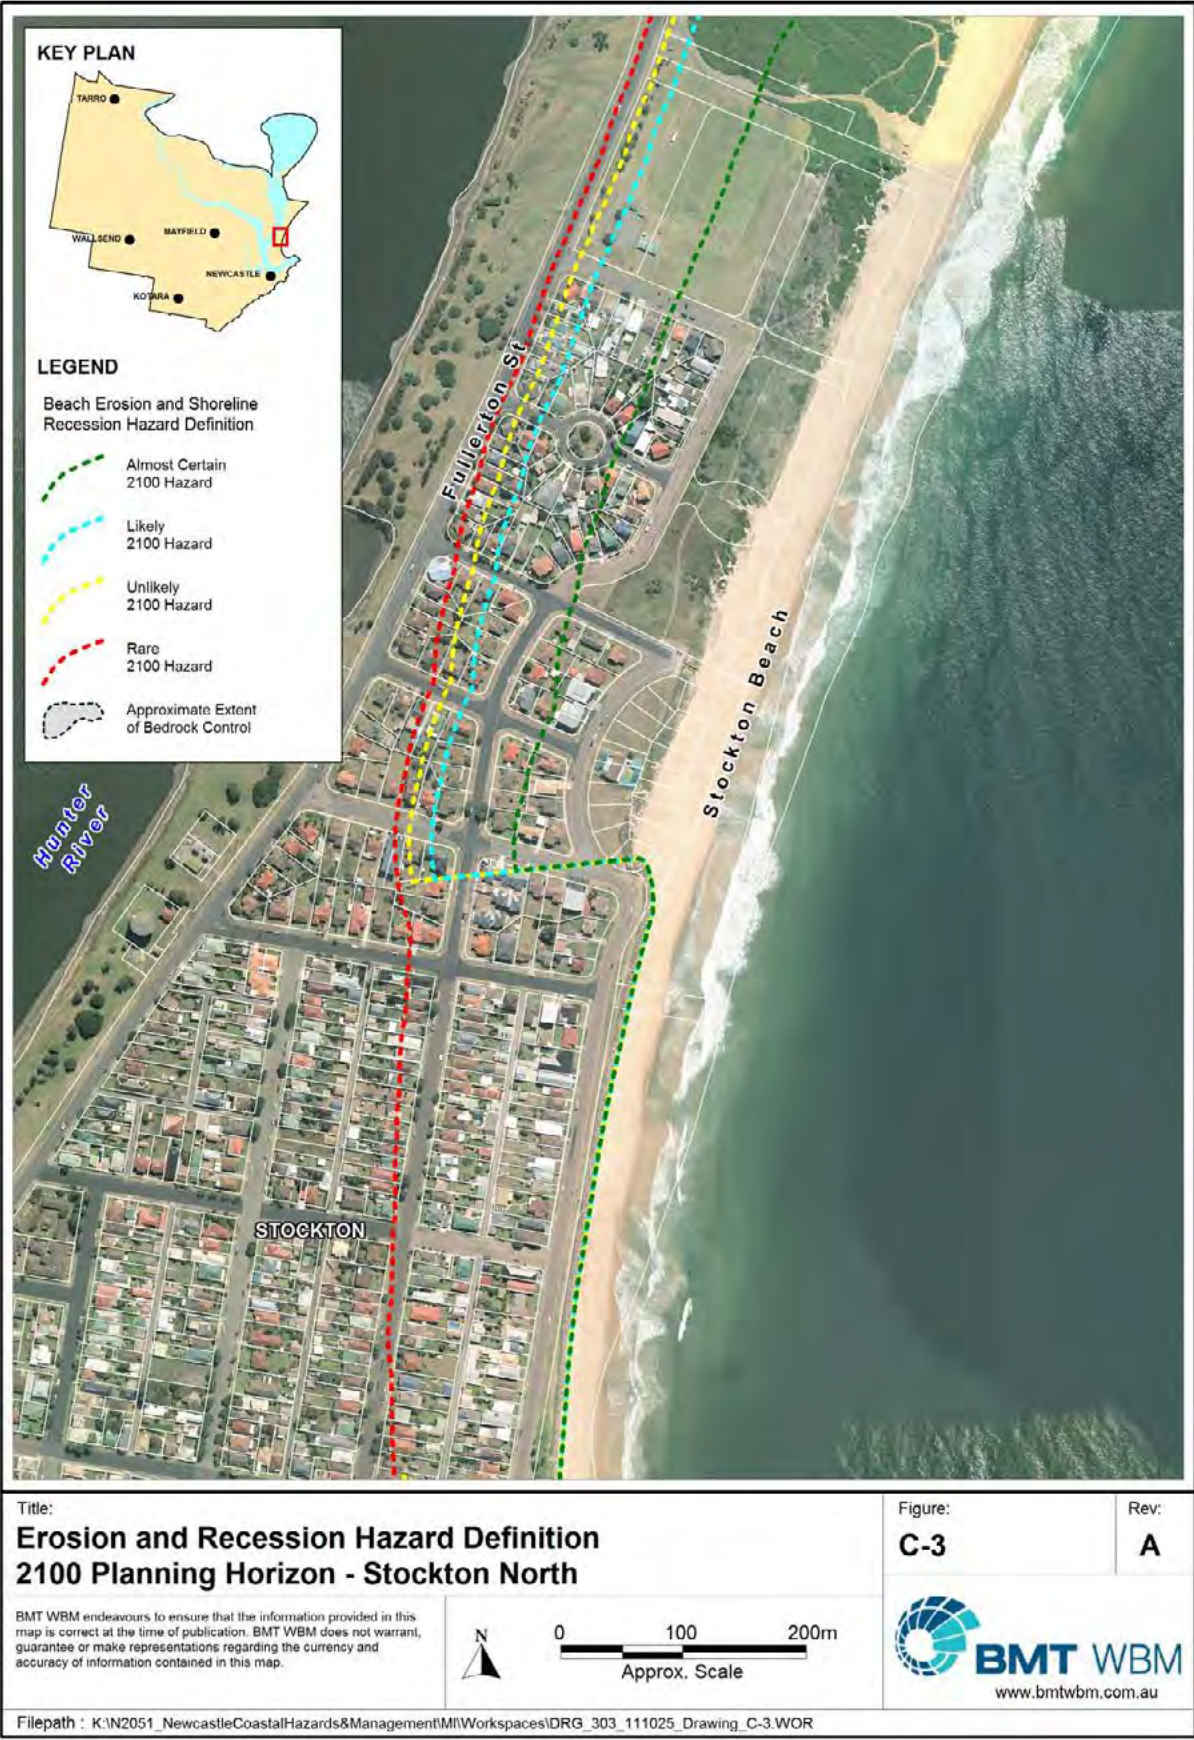 KEY PLAN
TARRO
WALLSEND
MAYFIELD
NEWCASTLE
KOTARA
LEGEND
Beach Erosion and Shoreline
Recession Hazard Definition
Almost Certain
2100 Hazard
Likely
2100 Hazard
Unlikely
2100 Hazard
Rare
2100 Hazard
Approximate Extent
of Bedrock Control
Fullerton St
Stockton Beach
Hunter
River
STOCKTON
Title:
Erosion and Recession Hazard Definition
2100 Planning Horizon - Stockton North
Figure:
C-3
Rev:
A
BMT WBM endeavours to ensure that the information provided in this
map is correct at the time of publication. BMT WBM does not warrant,
guarantee or make representations regarding the currency and
accuracy of information contained in this map.
N
0 100 200m
Approx. Scale
BMT WBM
www.bmtwbm.com.au
Filepath : K:\N2051_NewcastleCoastalHazards&Management\MI\Workspaces\DRG_303_111025_Drawing_C-3.WOR